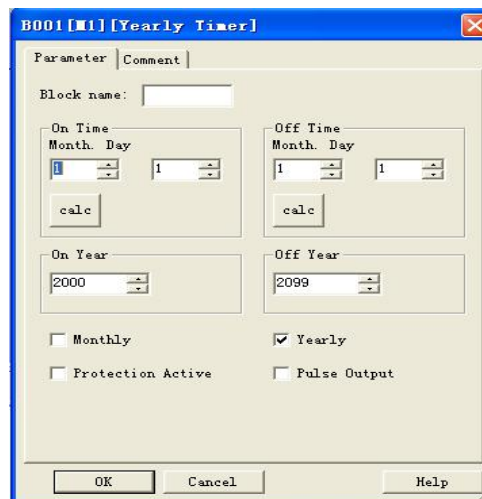 B001[M1][Yearly Timer]
Parameter Comment
Block name:
On Time Off Time
Month. Day Month. Day
1 1 1 1
calc calc
On Year Off Year
2000 2099
Monthly Yearly
Protection Active Pulse Output
OK Cancel Help